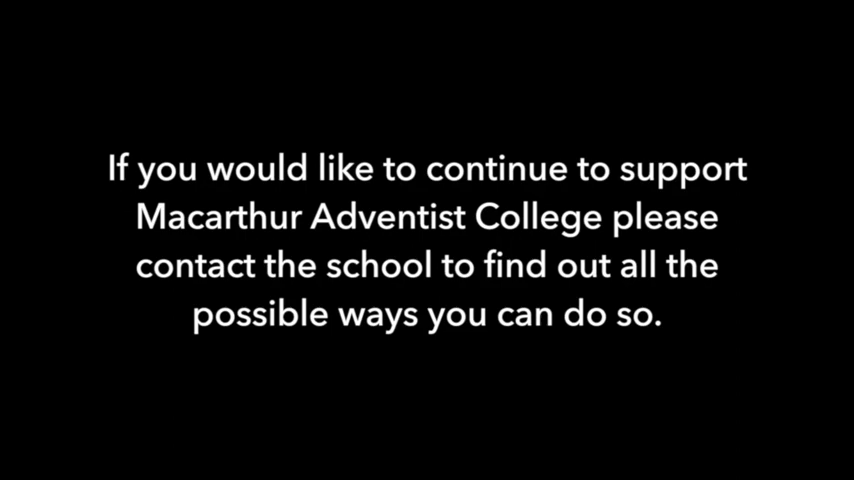 If you would like to continue to support
Macarthur Adventist College please
contact the school to find out all the
possible ways you can do so.